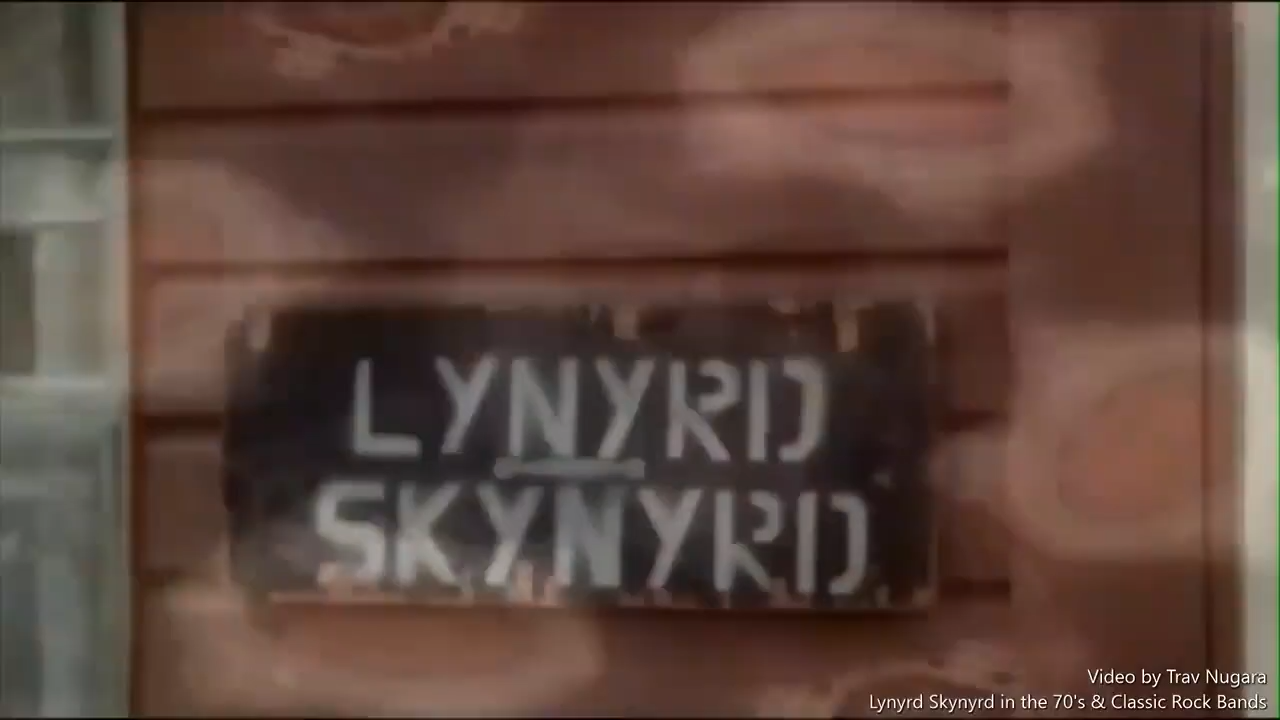 LYNYRD
SKYNYRD
Video by Trav Nugara
Lynyrd Skynyrd in the 70's & Classic Rock Bands